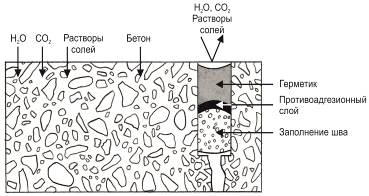 H₂O, CO₂
Растворы
солей
H₂O CO₂ Растворы солей Бетон
Герметик
Противоадгезионный
слой
Заполнение шва